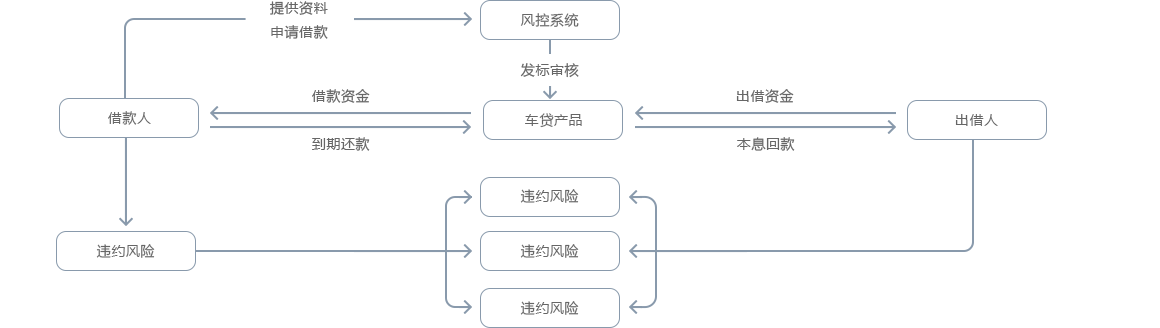 提供资料
申请借款
风控系统
发标审核
借款资金
出借资金
借款人
车贷产品
出借人
到期还款
本息回款
违约风险
违约风险
违约风险
违约风险